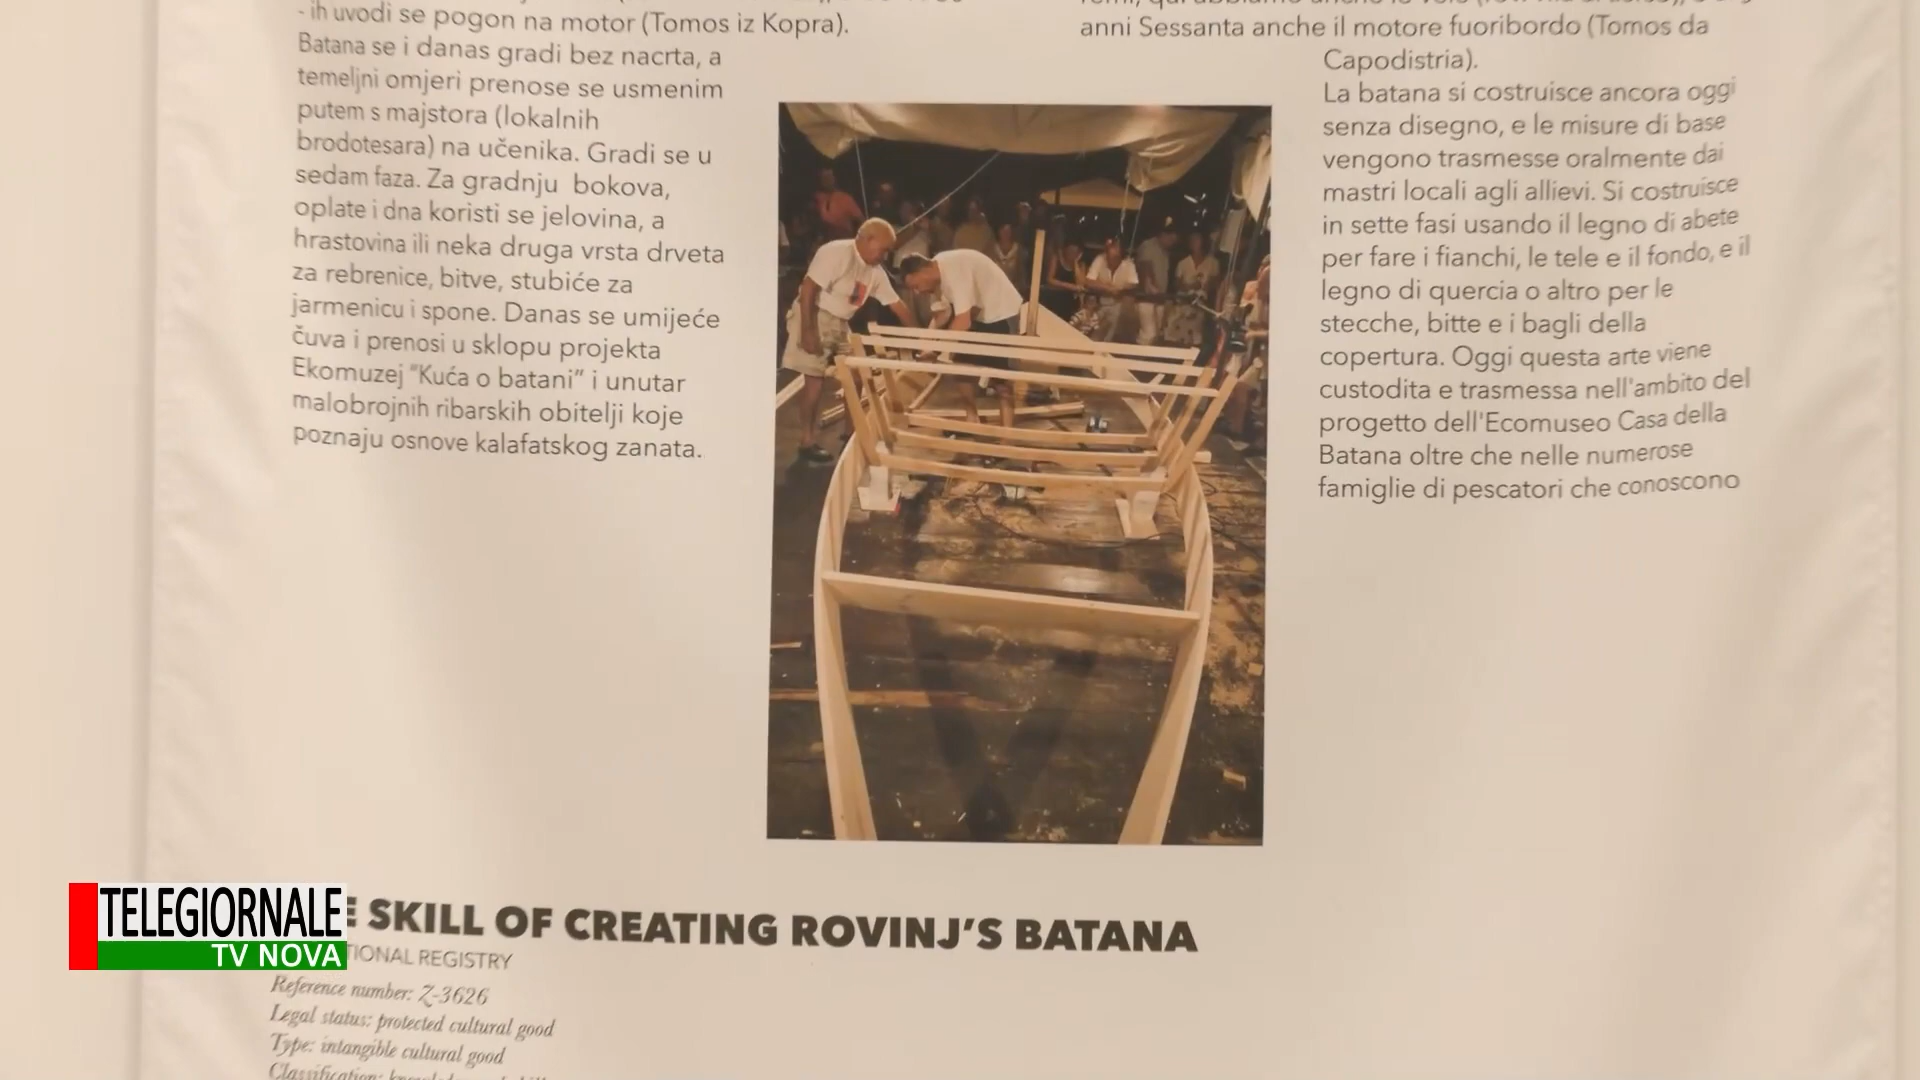 - ih uvodi se pogon na motor (Tomos iz Kopra).
Batana se i danas gradi bez nacrta, a
temeljni omjeri prenose se usmenim
putem s majstora (lokalnih
brodotesara) na učenika. Gradi se u
sedam faza. Za gradnju bokova,
oplate i dna koristi se jelovina, a
hrastovina ili neka druga vrsta drveta
za rebrenice, bitve, stubiće za
jarmenicu i spone. Danas se umijeće
čuva i prenosi u sklopu projekta
Ekomuzej "Kuća o batani" i unutar
malobrojnih ribarskih obitelji koje
poznaju osnove kalafatskog zanata.
anni Sessanta anche il motore fuoribordo (Tomos da
Capodistria).
La batana si costruisce ancora oggi
senza disegno, e le misure di base
vengono trasmesse oralmente dai
mastri locali agli allievi. Si costruisce
in sette fasi usando il legno di abete
per fare i fianchi, le tele e il fondo, e il
legno di quercia o altro per le
stecche, bitte e i bagli della
copertura. Oggi questa arte viene
custodita e trasmessa nell'ambito del
progetto dell'Ecomuseo Casa della
Batana oltre che nelle numerose
famiglie di pescatori che conoscono
SKILL OF CREATING ROVINJ'S BATANA
TIONAL REGISTRY
Reference number: Z-3626
Legal status: protected cultural good
Type: intangible cultural good
Classification:
TELEGIORNALE
TV NOVA